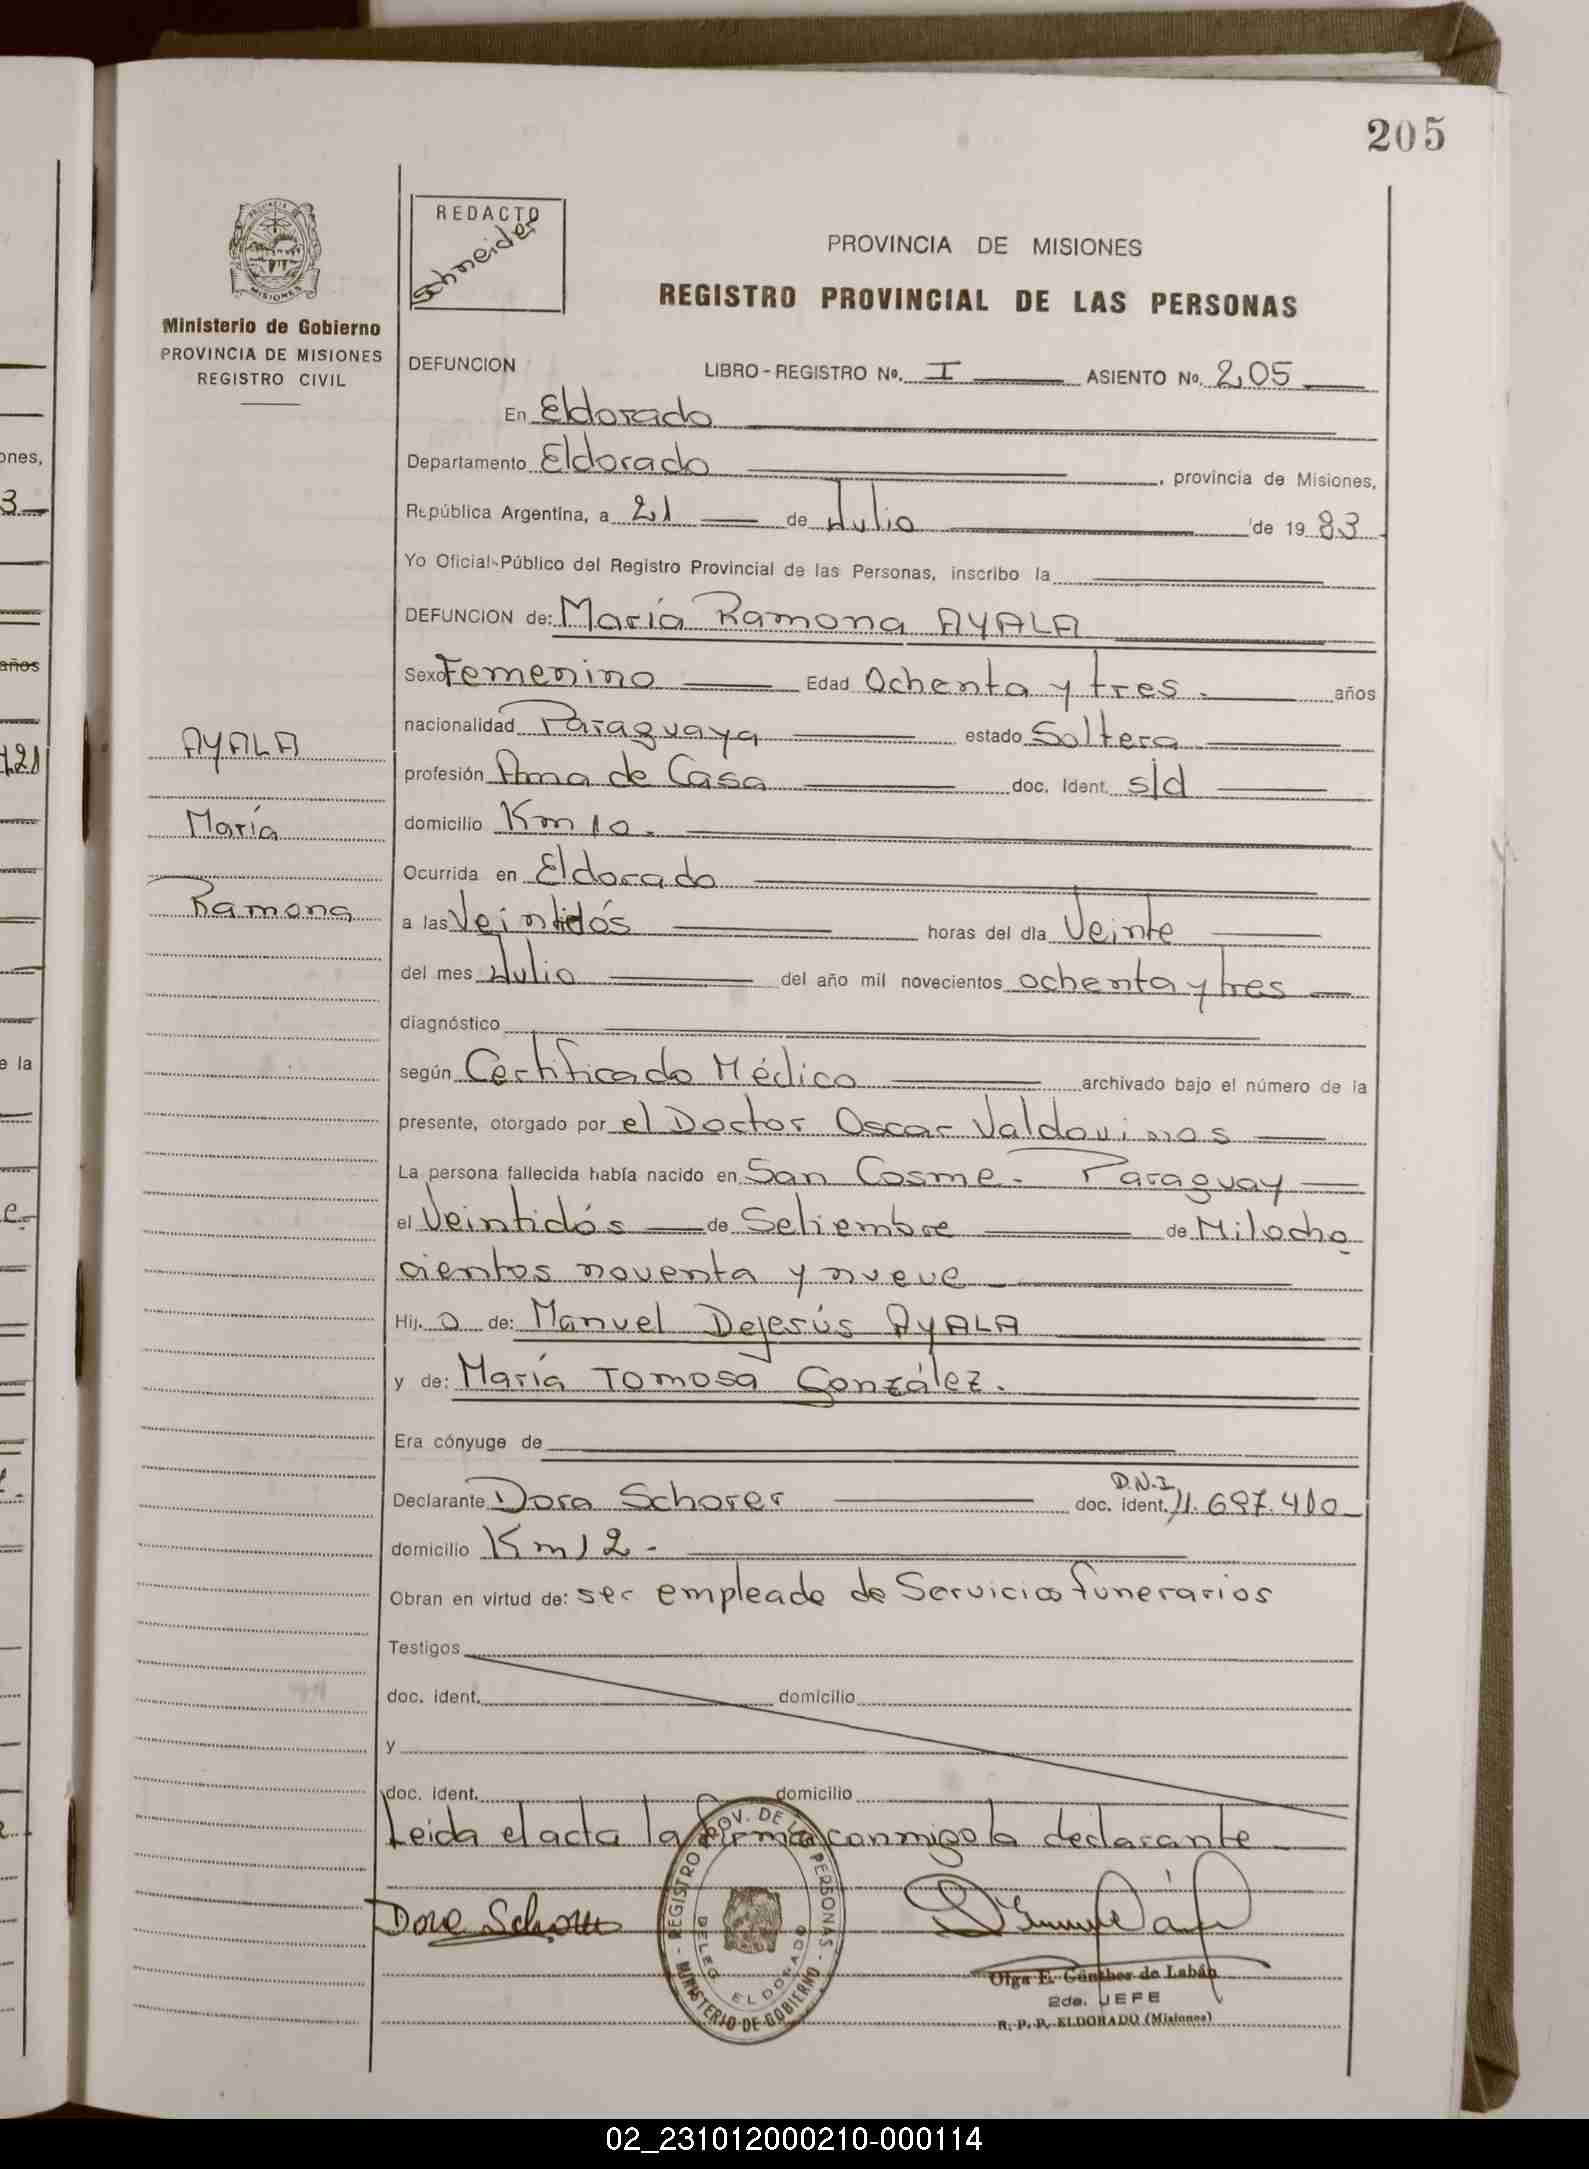 205
REDACTO
Schneider
PROVINCIA DE MISIONES
REGISTRO PROVINCIAL DE LAS PERSONAS
MISIONES
Ministerio de Gobierno
PROVINCIA DE MISIONES
REGISTRO CIVIL
DEFUNCION LIBRO-REGISTRO Nº. I ASIENTO Nº. 205
En Eldorado
Departamento Eldorado, provincia de Misiones,
República Argentina, a 21 de Julio de 1983
Yo Oficial-Público del Registro Provincial de las Personas, inscribo la
DEFUNCION de: María Ramona AYALA
Sexo Femenino Edad Ochenta y tres. años
nacionalidad Paraguaya estado Soltera
profesión Ama de Casa doc. ident. s/d
domicilio Km 10.
Ocurrida en Eldorado
a las Veintidós horas del día Veinte
del mes Julio del año mil novecientos ochenta y tres
diagnóstico
según Certificado Médico archivado bajo el número de la
presente, otorgado por el Doctor Oscar Valdovinos
La persona fallecida había nacido en San Cosme - Paraguay
el Veintidós de Setiembre de Milocho
cientos noventa y nueve
Hij. a de: Manuel Dejesús AYALA
y de: María Tomosa González.
Era cónyuge de
D.N.I
Declarante Dora Schorer doc. ident. 11.697.410
domicilio Km 12 -
Obran en virtud de: ser empleado de Servicios funerarios
Testigos
doc. ident. domicilio
y
doc. ident. domicilio
Leida el acta la firma conmigo la declarante
Dora Schorer
MINISTERIO DE GOBIERNO - REGISTRO PROV. DE LAS PERSONAS -
DELEG ELDORADO
Olga E. Günther de Labán
2da. JEFE
R. P. P. ELDORADO (Misiones)
AYALA
María
Ramona
ones,
3
años
421
e la
02_231012000210-000114